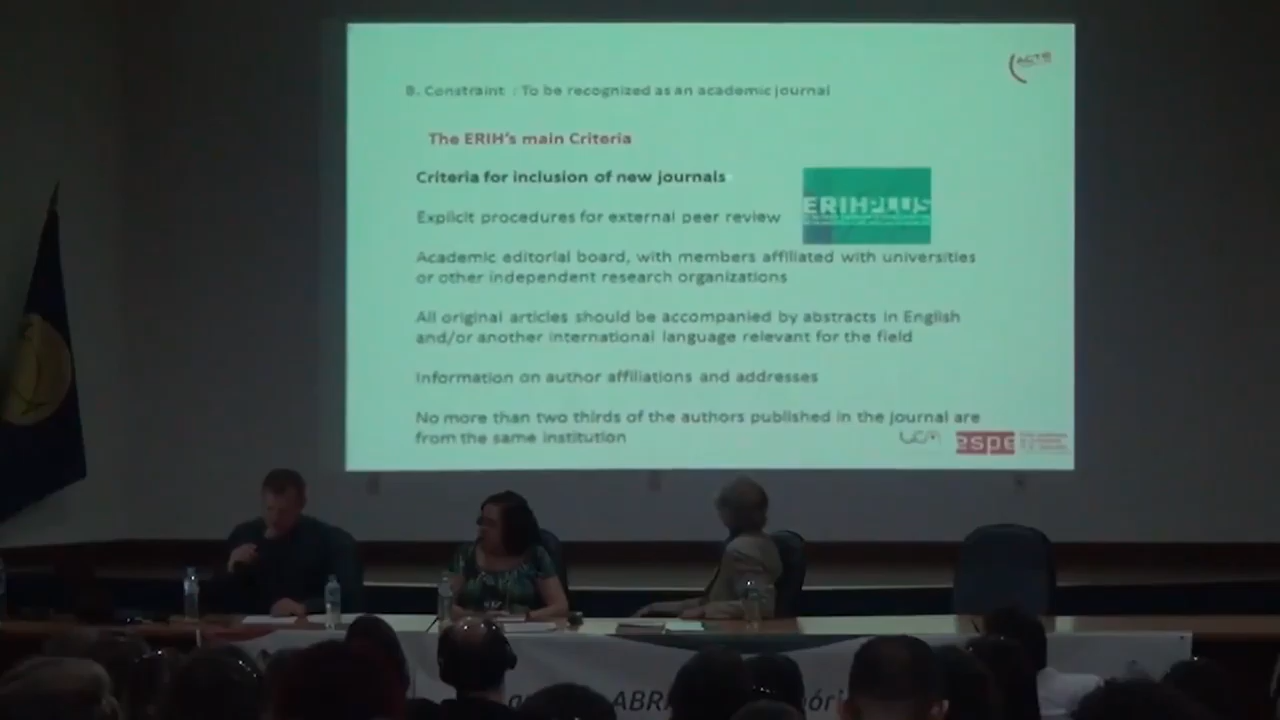 ACTé
B. Constraint : To be recognized as an academic journal
The ERIH's main Criteria
Criteria for inclusion of new journals
Explicit procedures for external peer review
ERIHPLUS
Academic editorial board, with members affiliated with universities
or other independent research organizations
All original articles should be accompanied by abstracts in English
and/or another international language relevant for the field
Information on author affiliations and addresses
No more than two thirds of the authors published in the journal are
from the same institution
UCA
espe
ABR